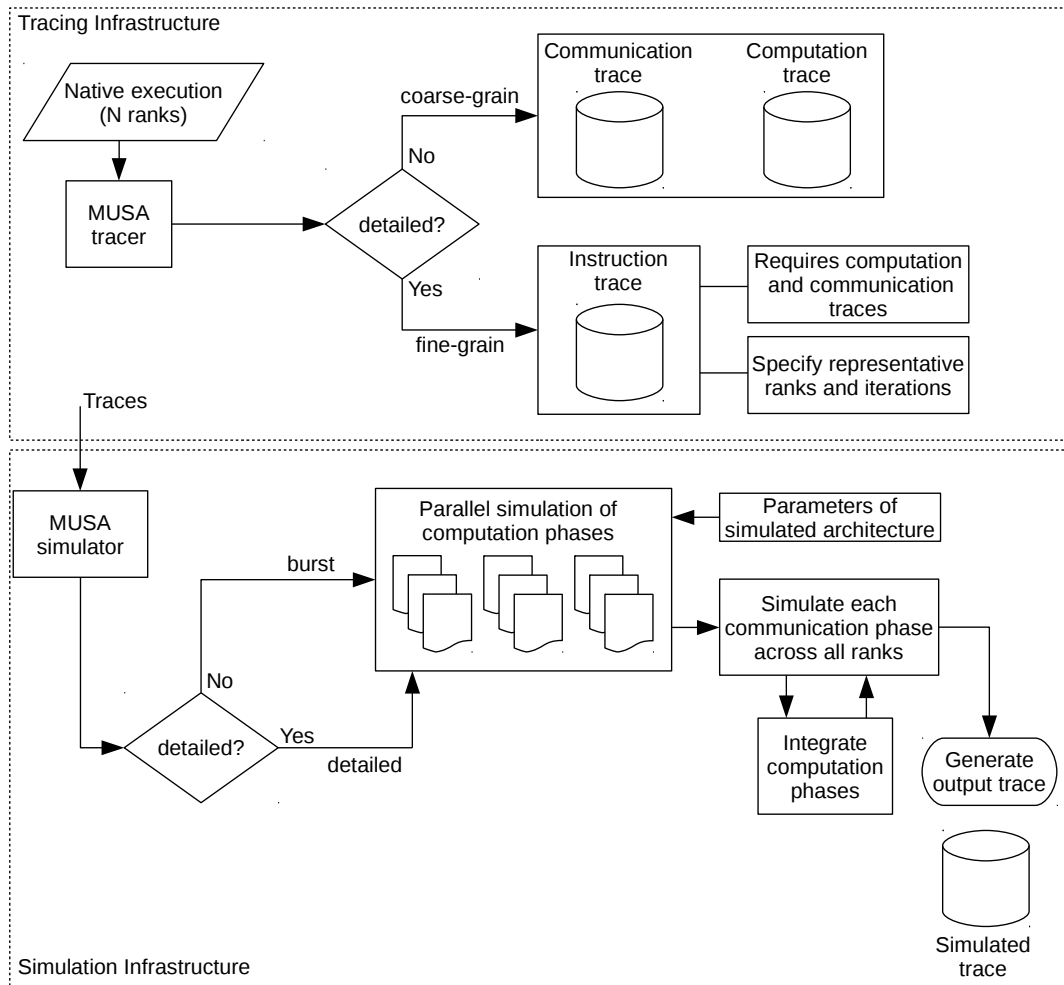 Tracing Infrastructure
Native execution
(N ranks)
MUSA
tracer
detailed?
No
coarse-grain
Yes
fine-grain
Communication
trace
Computation
trace
Instruction
trace
Requires computation
and communication
traces
Specify representative
ranks and iterations
Traces
MUSA
simulator
detailed?
No
burst
Yes
detailed
Parallel simulation of
computation phases
Parameters of
simulated architecture
Simulate each
communication phase
across all ranks
Integrate
computation
phases
Generate
output trace
Simulated
trace
Simulation Infrastructure